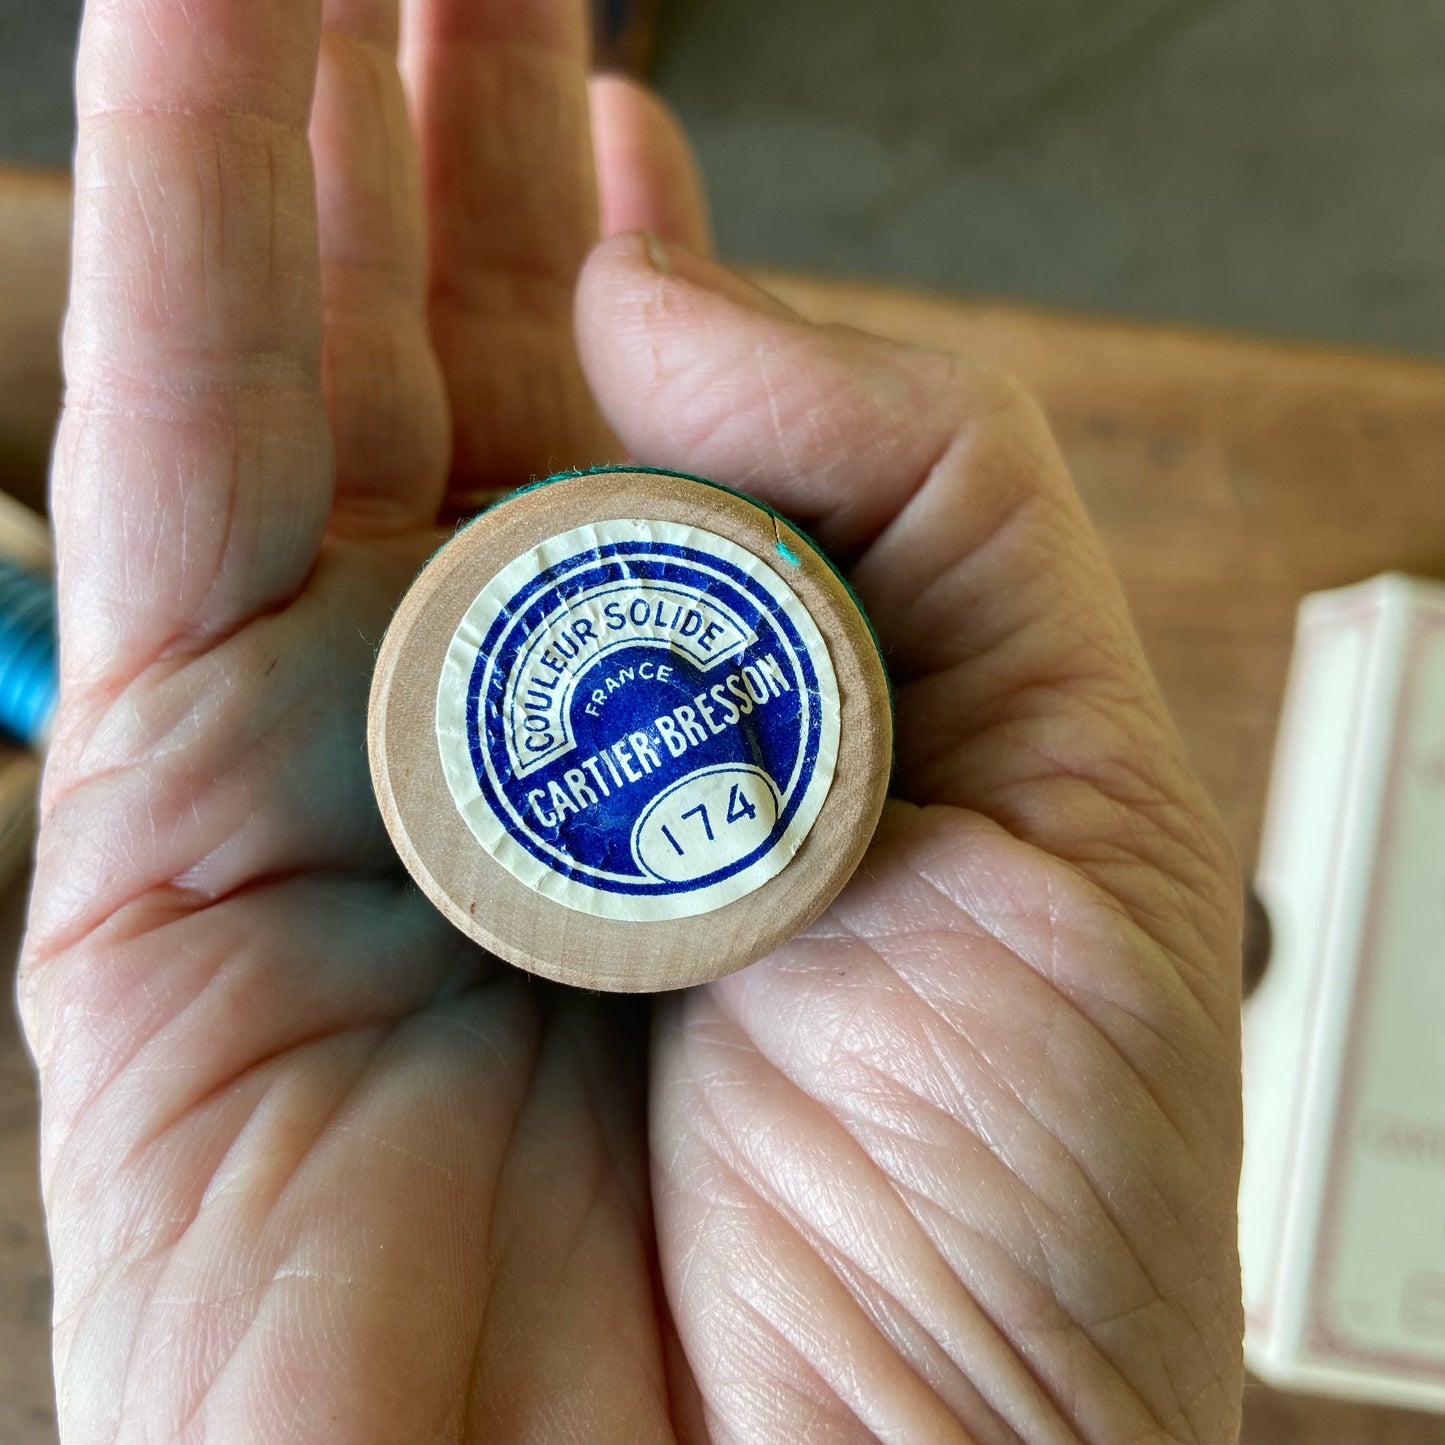 COULEUR SOLIDE
FRANCE
CARTIER-BRESSON
174